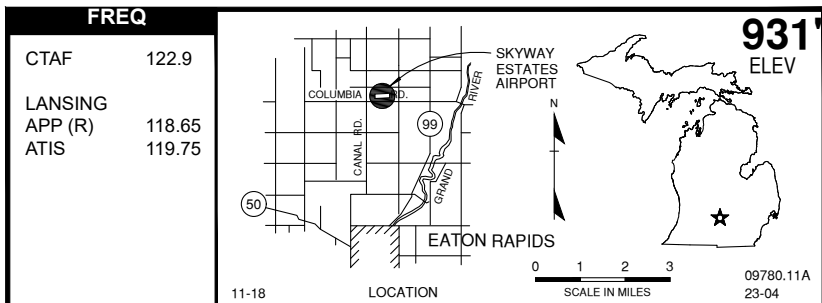 FREQ
CTAF 122.9
LANSING
APP (R) 118.65
ATIS 119.75
SKYWAY
ESTATES
AIRPORT
COLUMBIA RD.
CANAL RD.
99
RIVER
GRAND
50
EATON RAPIDS
N
931'
ELEV
0 1 2 3
SCALE IN MILES
11-18
LOCATION
09780.11A
23-04